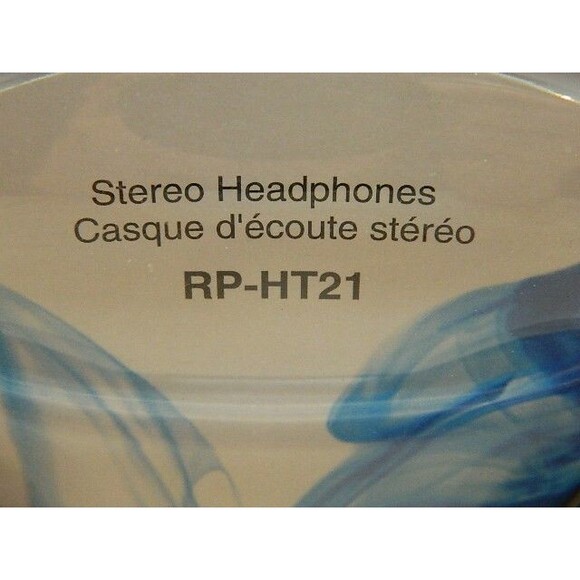 Stereo Headphones
Casque d'écoute stéréo
RP-HT21